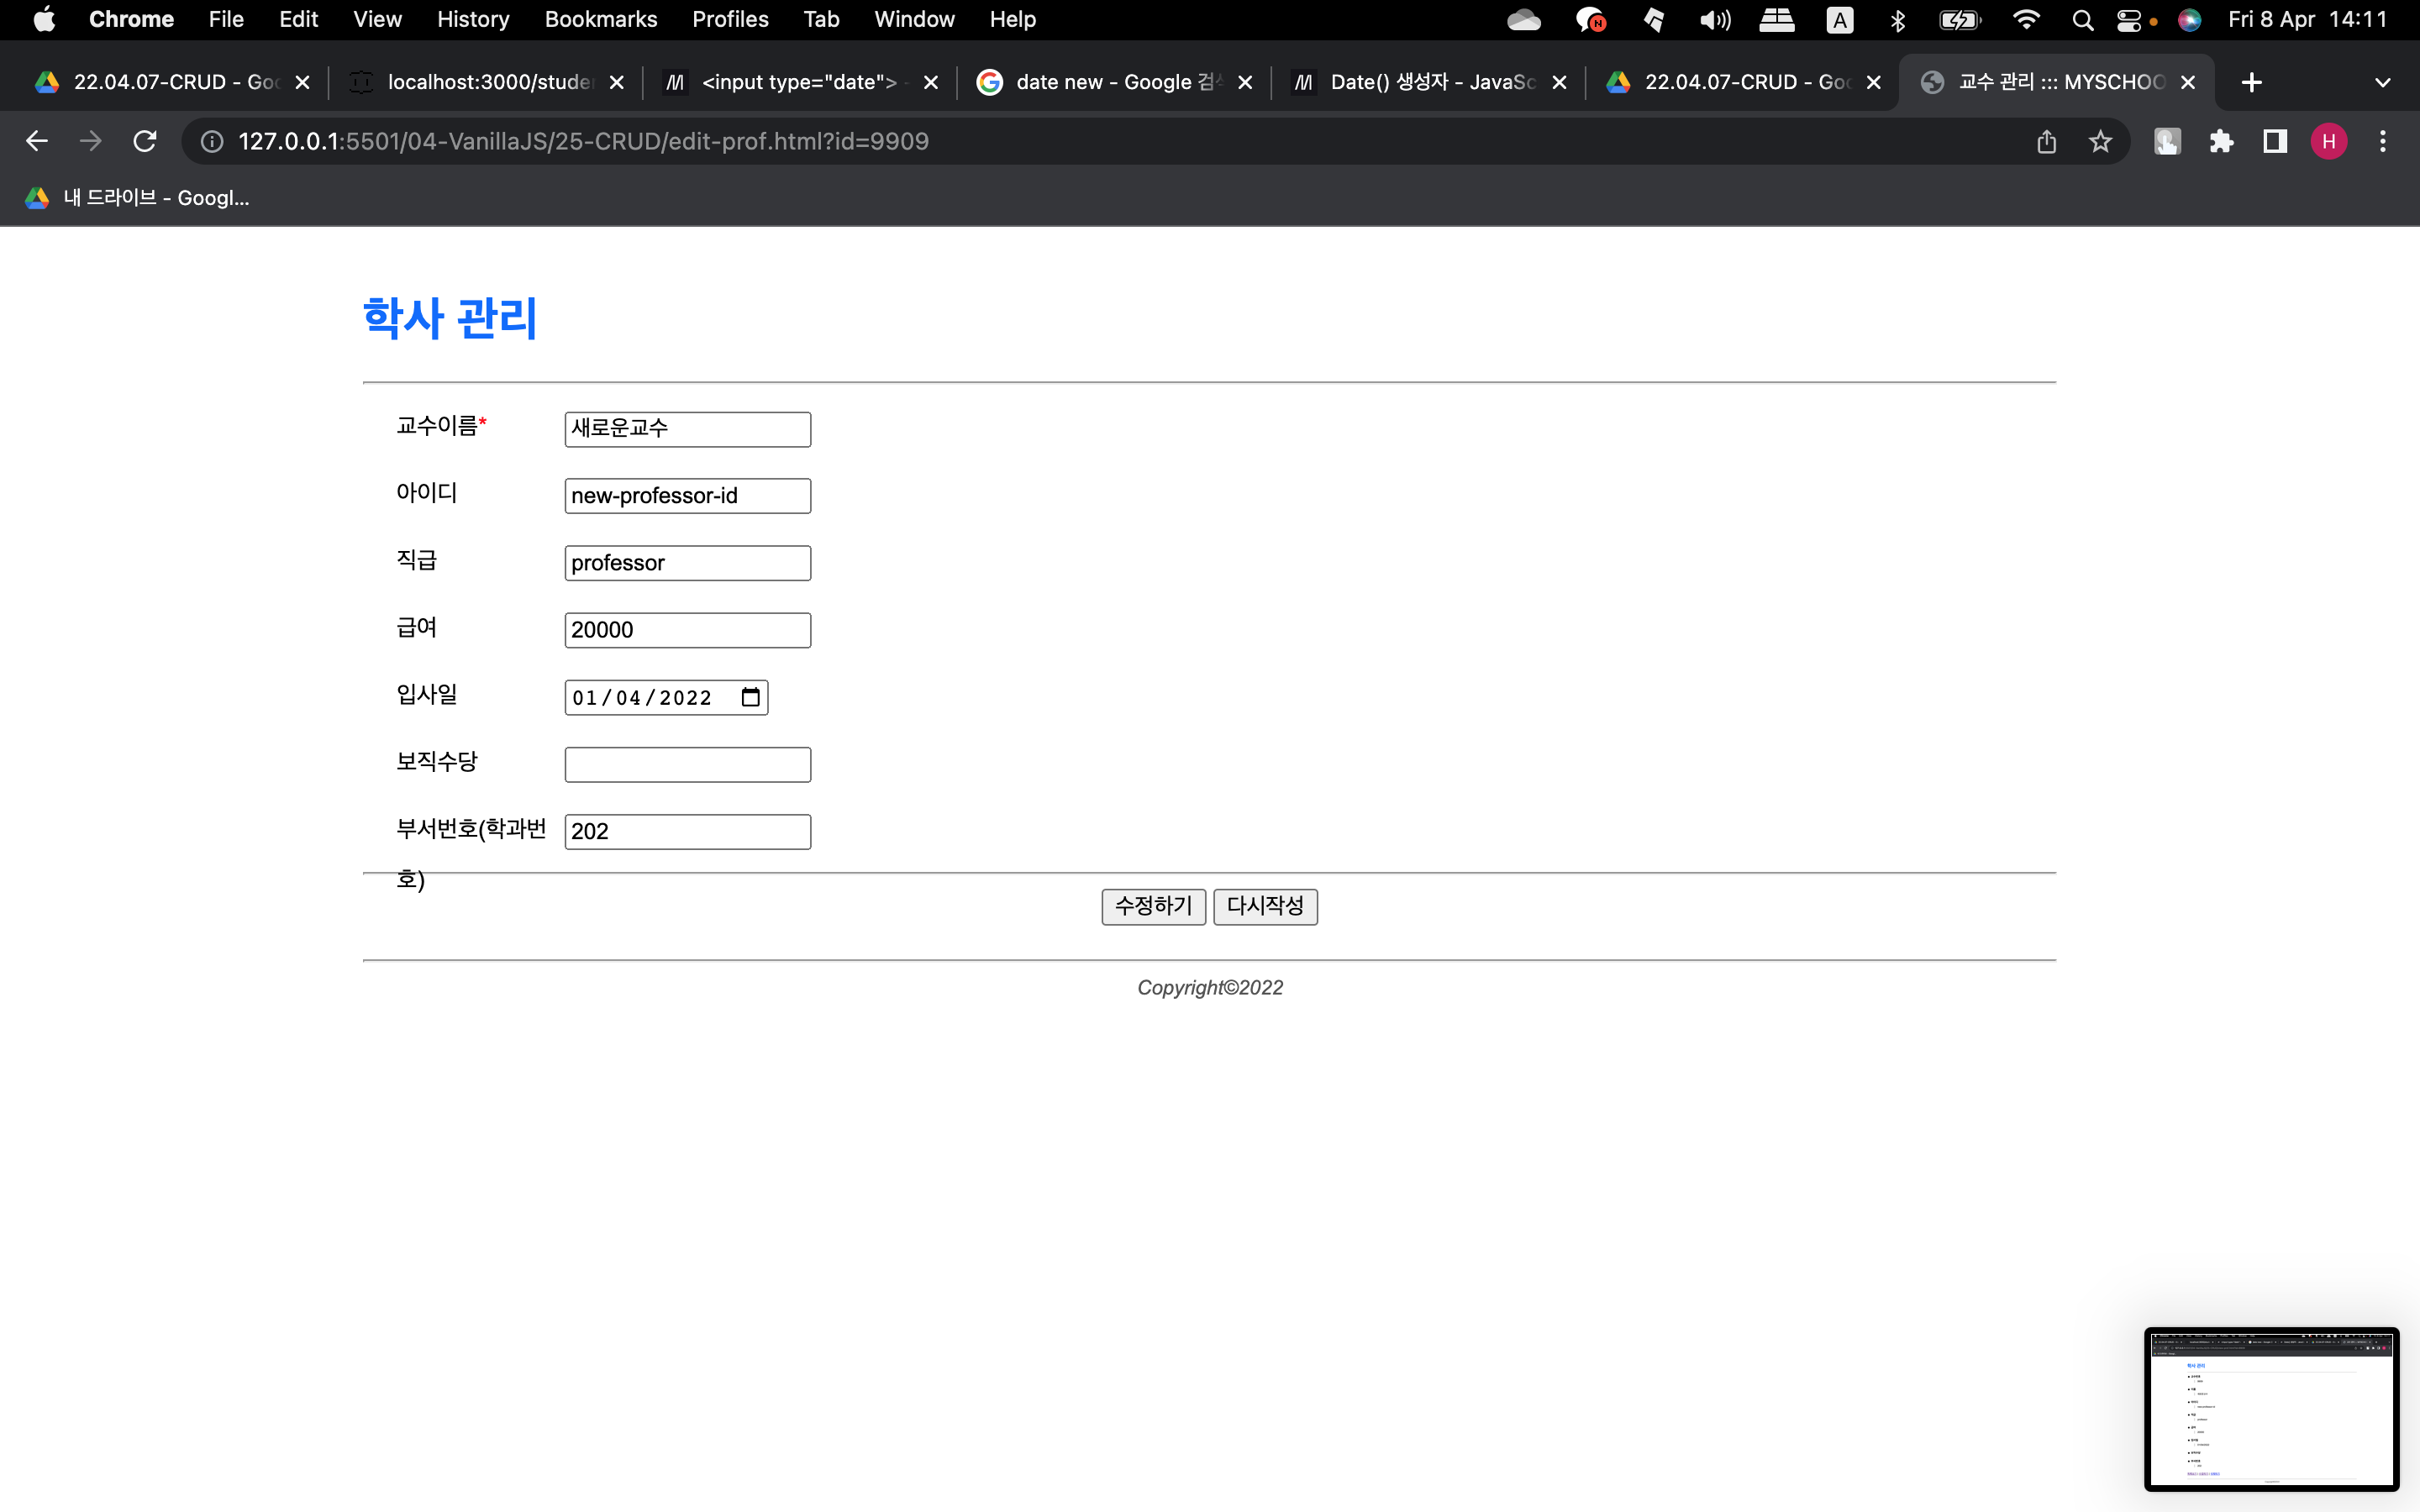 Chrome File Edit View History Bookmarks Profiles Tab Window Help A Fri 8 Apr 14:11
22.04.07-CRUD - Goo localhost:3000/studer <input type="date"> - date new - Google 검색 Date() 생성자 - JavaSc 22.04.07-CRUD - Goo 교수 관리 ::: MYSCHOO
127.0.0.1:5501/04-VanillaJS/25-CRUD/edit-prof.html?id=9909 H
내 드라이브 - Googl...
학사 관리
교수이름* 새로운교수
아이디 new-professor-id
직급 professor
급여 20000
입사일 01/04/2022
보직수당
부서번호(학과번 202
호)
수정하기 다시작성
Copyright©2022